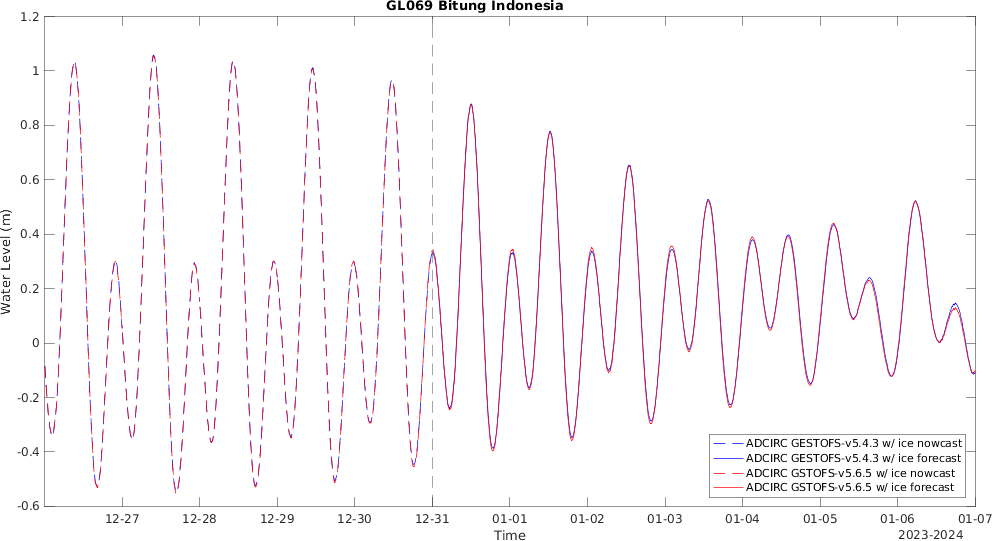 GL069 Bitung Indonesia
1.2
1
0.8
0.6
0.4
0.2
0
-0.2
-0.4
-0.6
Water Level (m)
ADCIRC GESTOFS-v5.4.3 w/ ice nowcast
ADCIRC GESTOFS-v5.4.3 w/ ice forecast
ADCIRC GSTOFS-v5.6.5 w/ ice nowcast
ADCIRC GSTOFS-v5.6.5 w/ ice forecast
12-27 12-28 12-29 12-30 12-31 01-01 01-02 01-03 01-04 01-05 01-06 01-07
Time
2023-2024